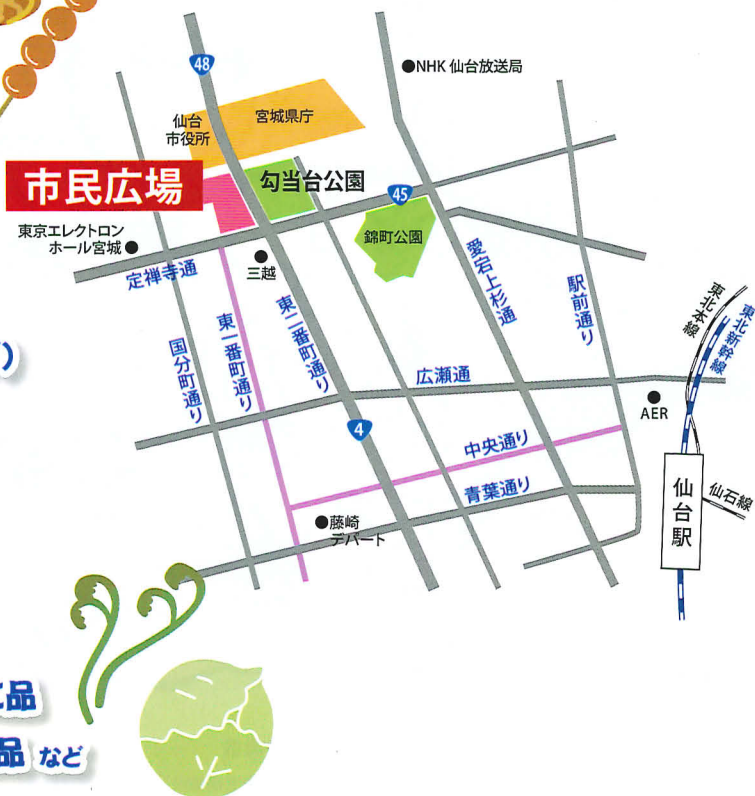 48
NHK 仙台放送局
仙台
市役所
宮城県庁
市民広場
勾当台公園
45
東京エレクトロン
ホール宮城
定禅寺通
三越
錦町公園
愛宕上杉通
駅前通り
東北本線
東北新幹線
国分町通り
東一番町通り
東二番町通り
広瀬通
AER
4
中央通り
青葉通り
仙台駅
仙石線
藤崎
デパート
品
品 など